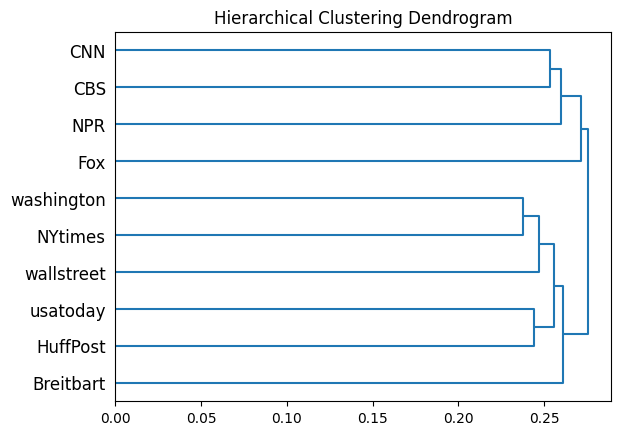 Hierarchical Clustering Dendrogram
CNN
CBS
NPR
Fox
washington
NYtimes
wallstreet
usatoday
HuffPost
Breitbart
0.00 0.05 0.10 0.15 0.20 0.25